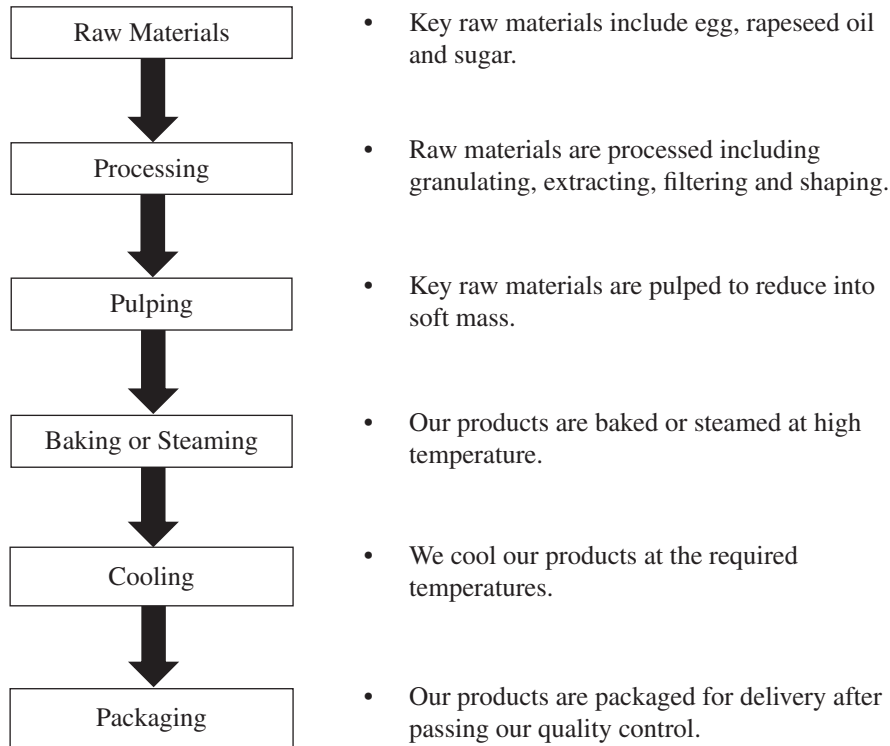 Raw Materials
• Key raw materials include egg, rapeseed oil
and sugar.
Processing
• Raw materials are processed including
granulating, extracting, filtering and shaping.
Pulping
• Key raw materials are pulped to reduce into
soft mass.
Baking or Steaming
• Our products are baked or steamed at high
temperature.
Cooling
• We cool our products at the required
temperatures.
Packaging
• Our products are packaged for delivery after
passing our quality control.